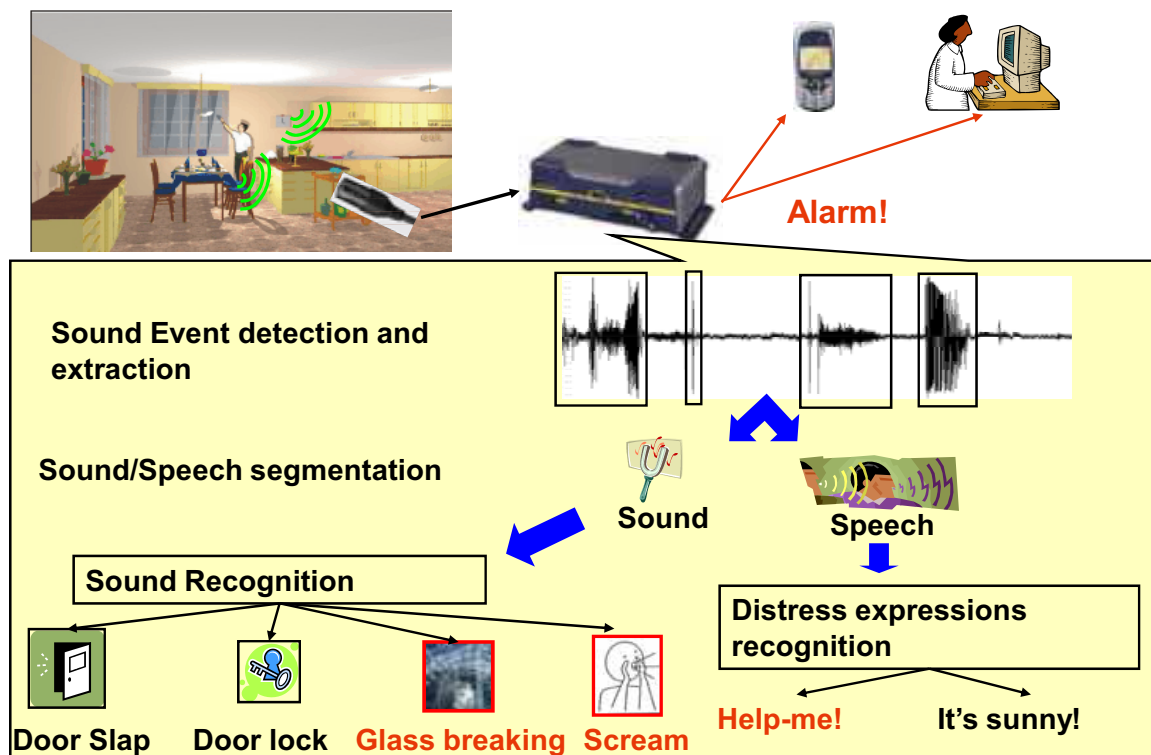 Alarm!
Sound Event detection and
extraction
Sound/Speech segmentation
Sound
Speech
Sound Recognition
Distress expressions
recognition
Door Slap
Door lock
Glass breaking
Scream
Help-me!
It's sunny!